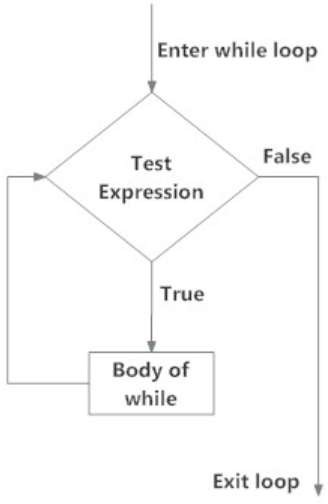 Enter while loop
Test
Expression
False
True
Body of
while
Exit loop